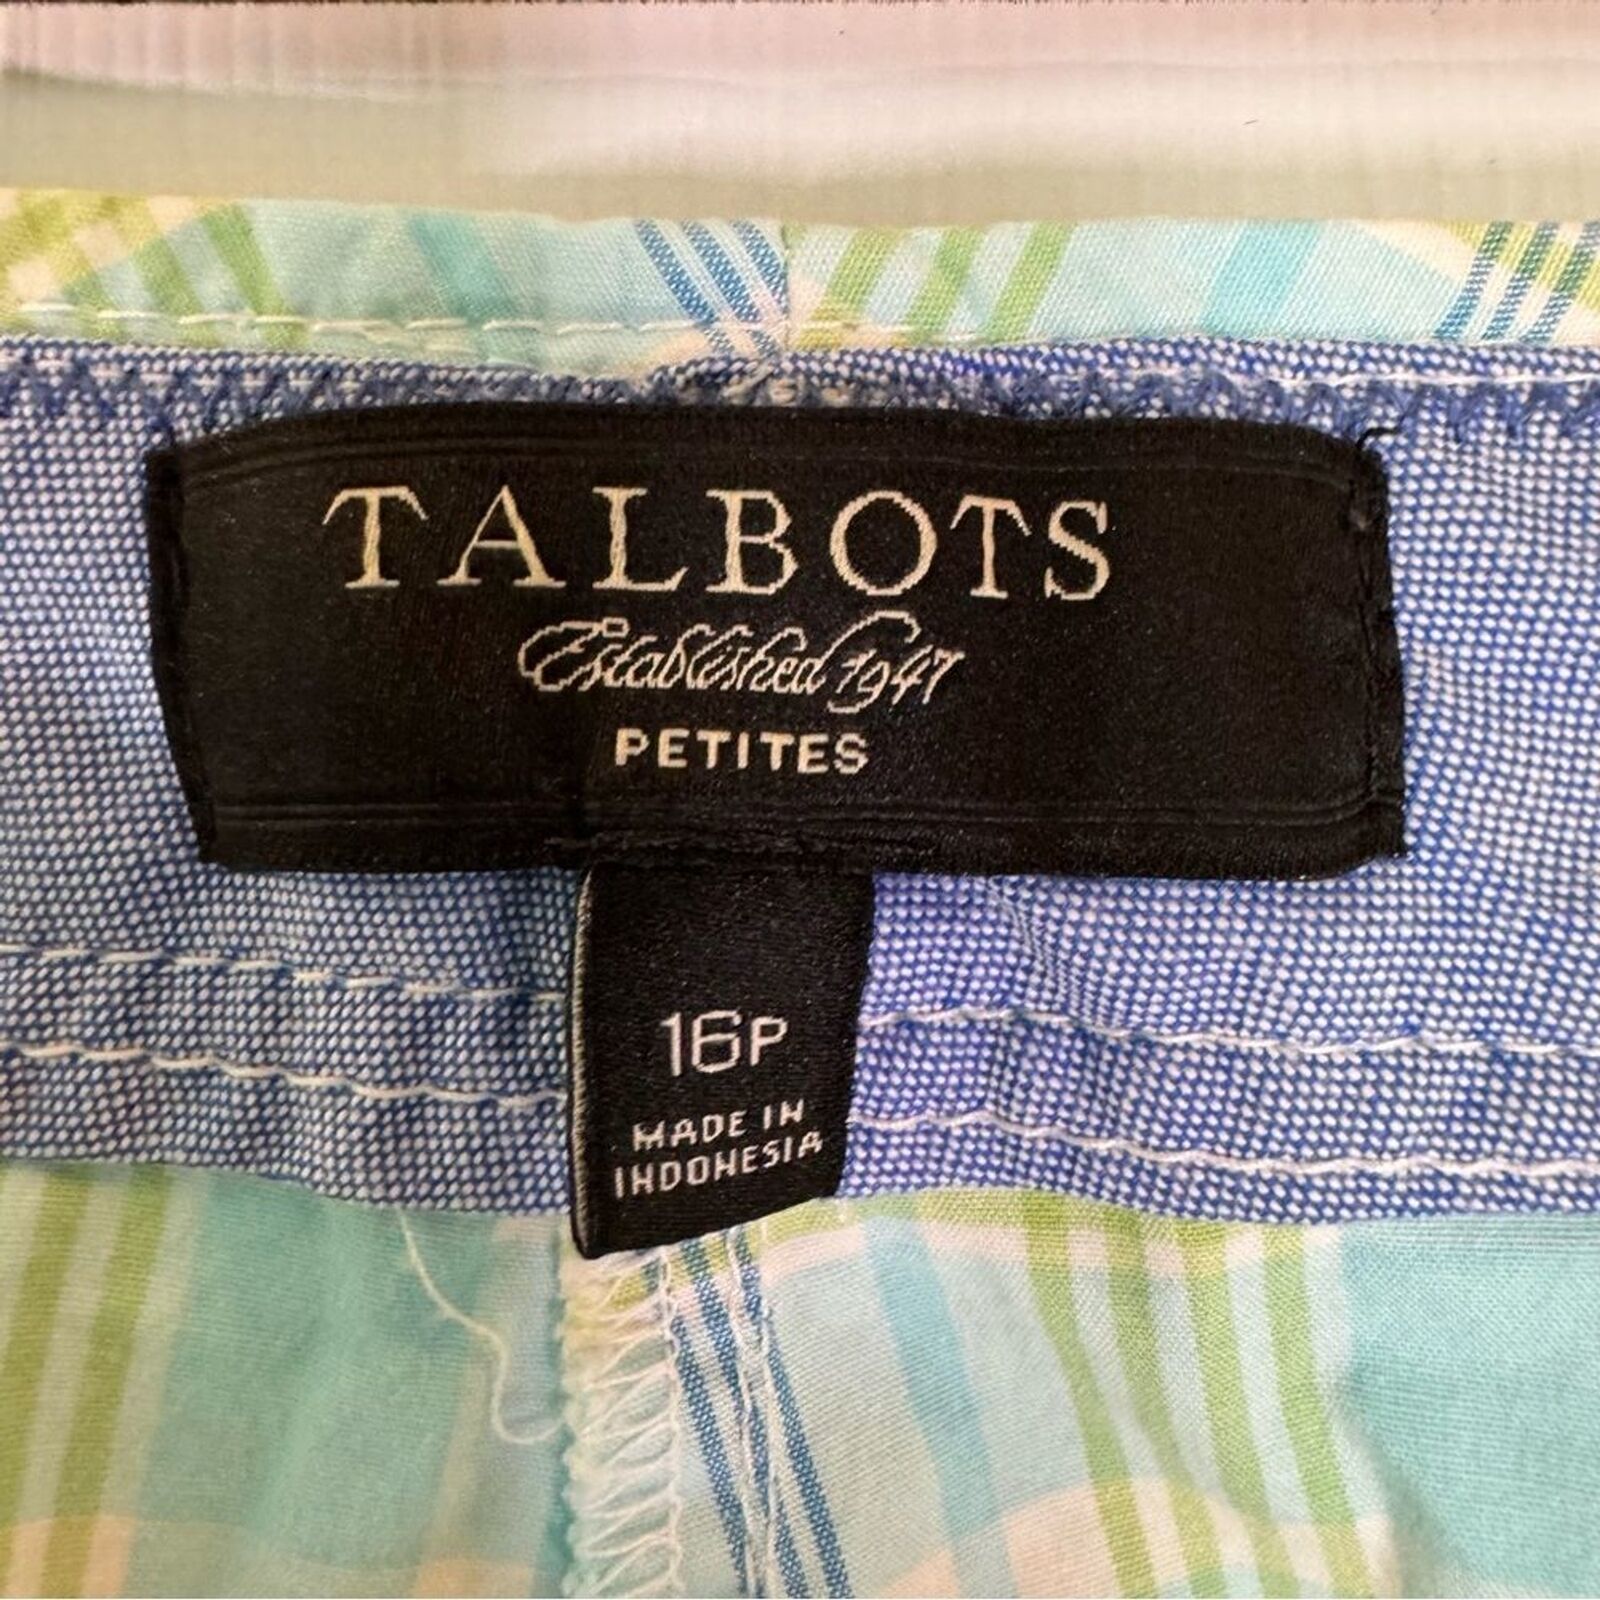 TALBOTS
Established 1947
PETITES
16P
MADE IN
INDONESIA